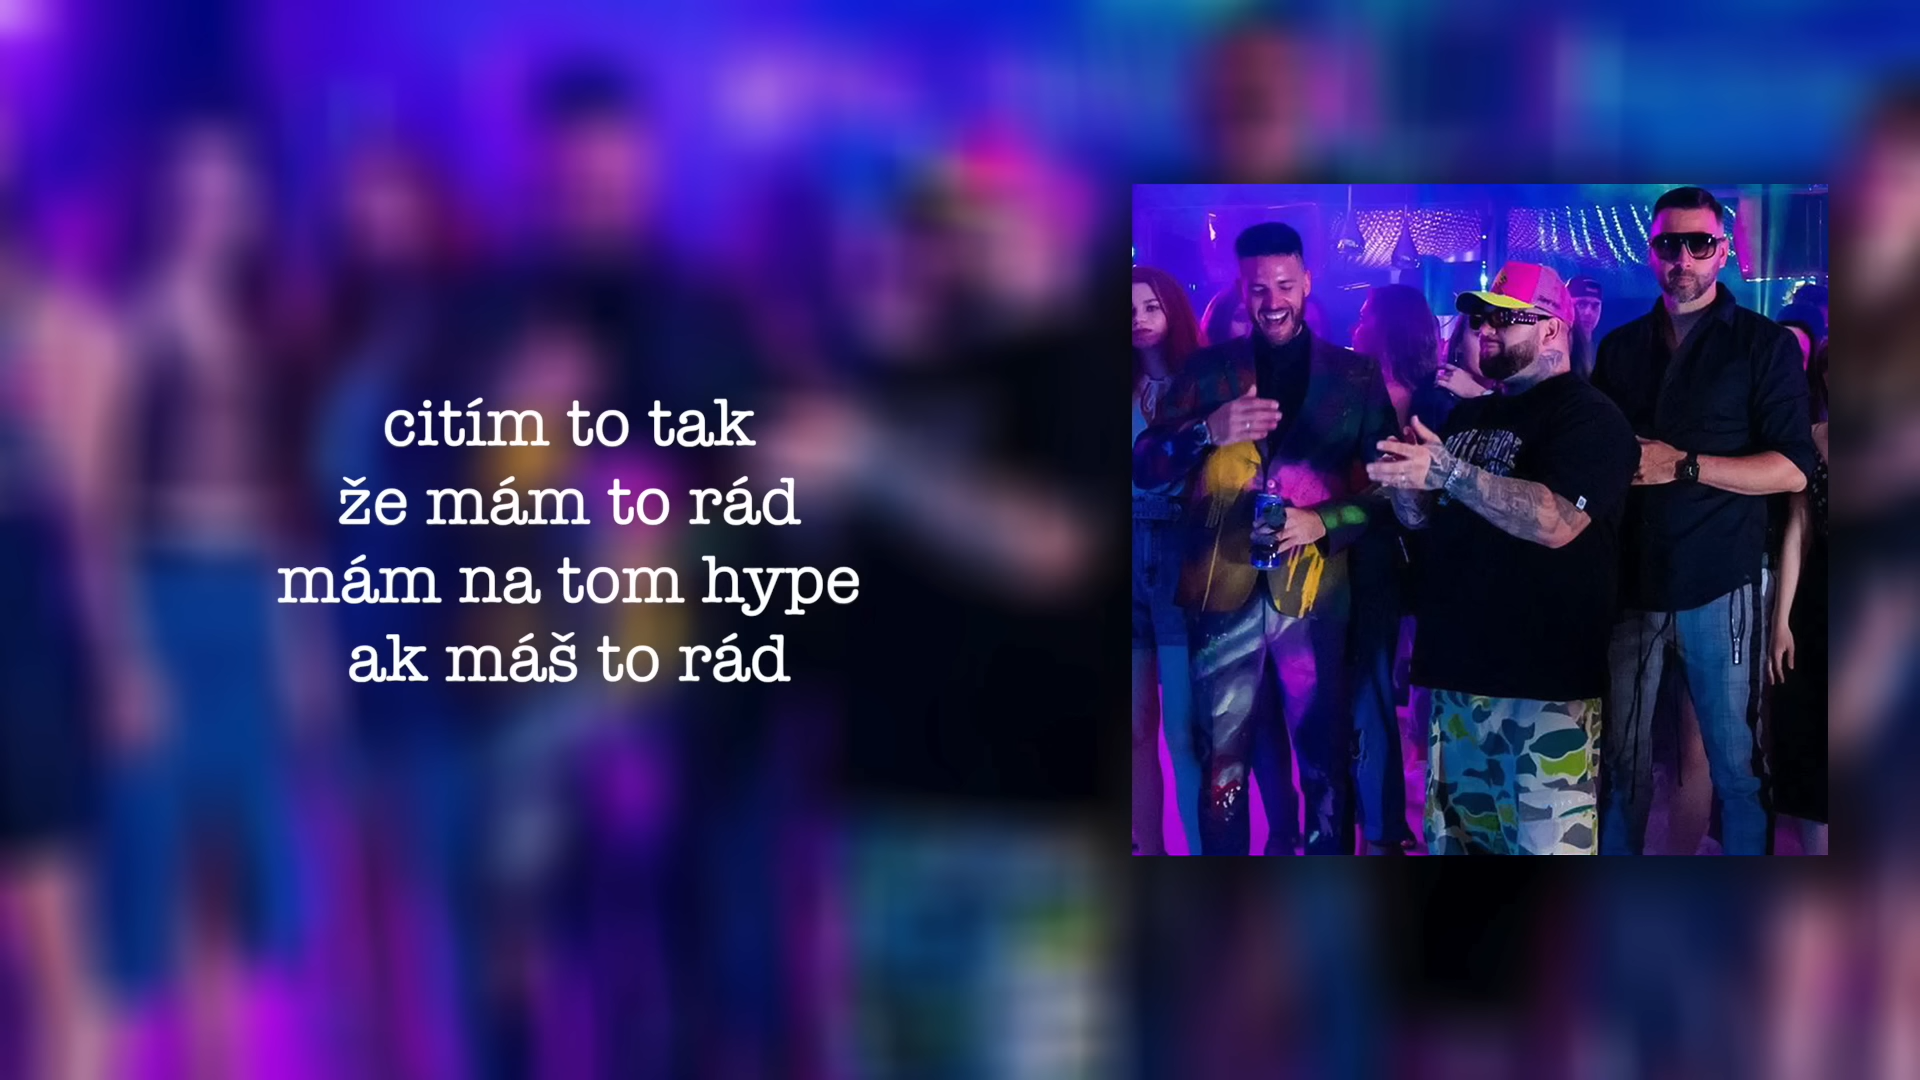 citím to tak
že mám to rád
mám na tom hype
ak máš to rád